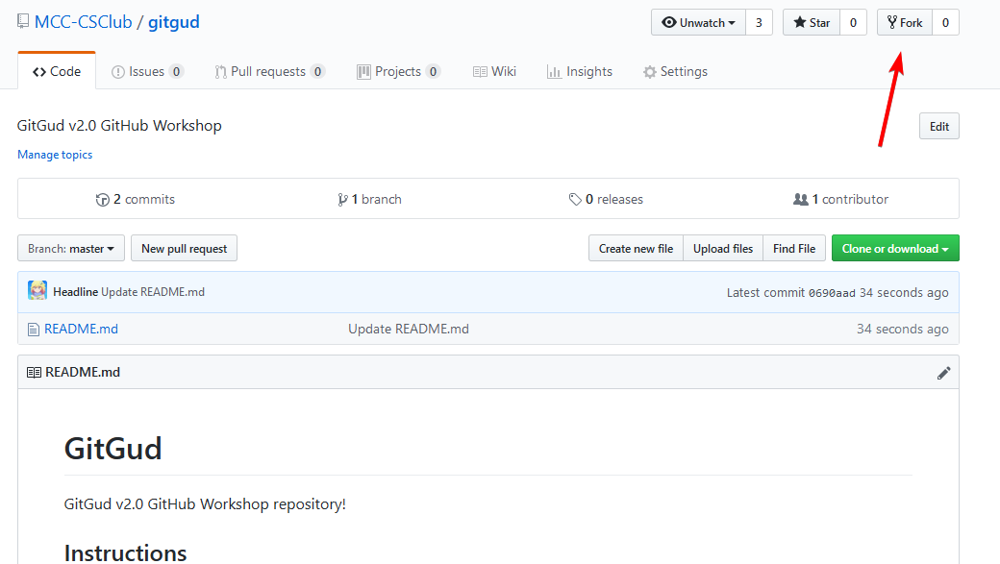 MCC-CSClub / gitgud
Unwatch 3 Star 0 Fork 0
Code Issues 0 Pull requests 0 Projects 0 Wiki Insights Settings
GitGud v2.0 GitHub Workshop
Edit
Manage topics
2 commits 1 branch 0 releases 1 contributor
Branch: master New pull request Create new file Upload files Find File Clone or download
Headline Update README.md Latest commit 0690aad 34 seconds ago
README.md Update README.md 34 seconds ago
README.md
GitGud
GitGud v2.0 GitHub Workshop repository!
Instructions